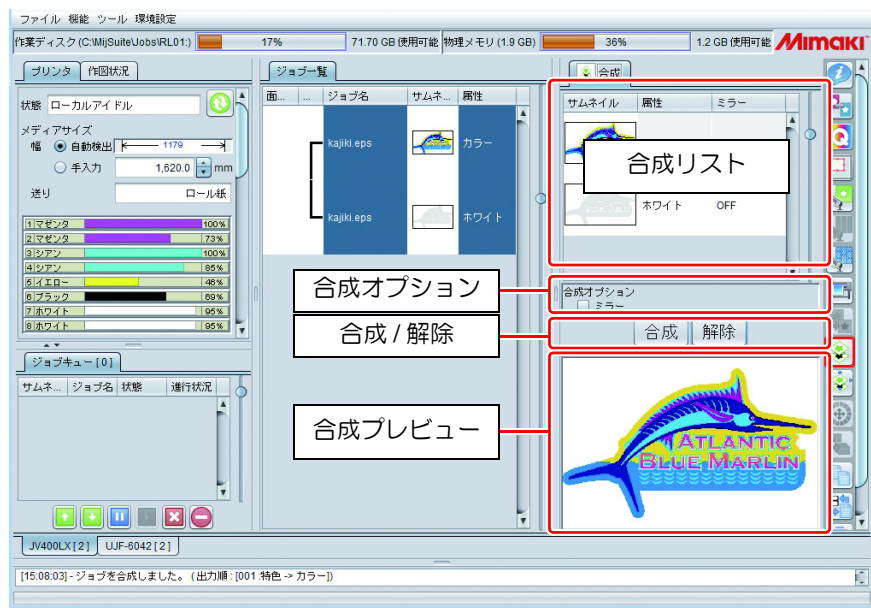 ファイル 機能 ツール 環境設定
作業ディスク(C:\MijSuite\Jobs\RL01:) 17% 71.70 GB 使用可能 物理メモリ(1.9 GB) 36% 1.2 GB 使用可能 Mimaki
プリンタ 作図状況
状態 ローカルアイドル
メディアサイズ
幅 自動検出 1179
手入力 1,620.0 mm
送り ロール紙
1 マゼンタ 100%
2 マゼンタ 73%
3 シアン 100%
4 シアン 85%
5 イエロー 46%
6 ブラック 69%
7 ホワイト 95%
8 ホワイト 95%
ジョブキュー[0]
サムネ... ジョブ名 状態 進行状況
ジョブ一覧
面... ... ジョブ名 サムネ... 属性
kajiki.eps カラー
kajiki.eps ホワイト
合成
サムネイル 属性 ミラー
合成リスト
ホワイト OFF
合成オプション
合成オプション
ミラー
合成/解除
合成 解除
合成プレビュー
ATLANTIC
BLUE MARLIN
JV400LX[2] UJF-6042[2]
[15:08:03]-ジョブを合成しました。(出力順:[001:特色->カラー])